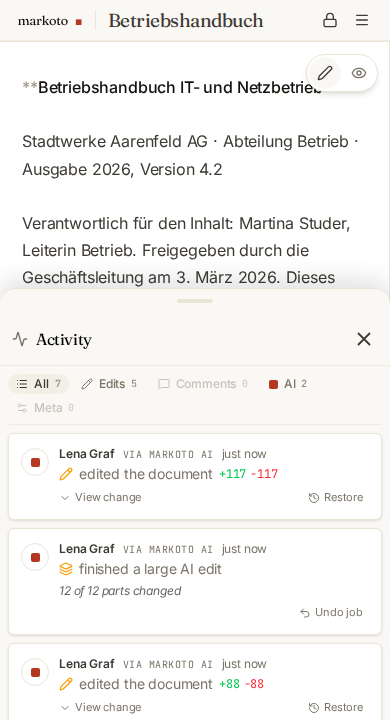 markoto
Betriebshandbuch
**Betriebshandbuch IT- und Netzbetrieb
Stadtwerke Aarenfeld AG · Abteilung Betrieb ·
Ausgabe 2026, Version 4.2
Verantwortlich für den Inhalt: Martina Studer,
Leiterin Betrieb. Freigegeben durch die
Geschäftsleitung am 3. März 2026. Dieses
Activity
All 7 Edits 5 Comments 0 AI 2
Meta 0
Lena Graf VIA MARKOTO AI just now
edited the document +117 -117
View change Restore
Lena Graf VIA MARKOTO AI just now
finished a large AI edit
12 of 12 parts changed
Undo job
Lena Graf VIA MARKOTO AI just now
edited the document +88 -88
View change Restore